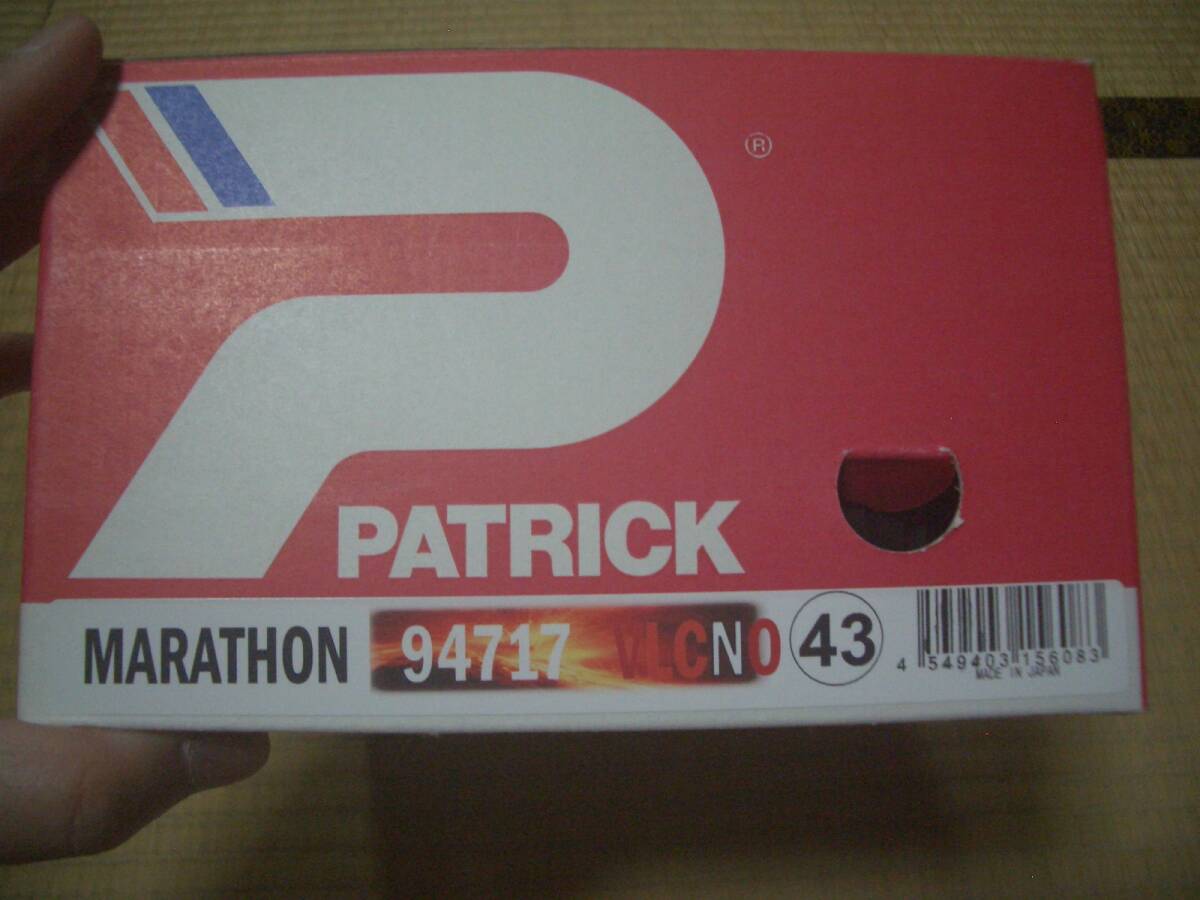 ®
PATRICK
MARATHON 94717 VLCNO 43
4 549403 156083
MADE IN JAPAN